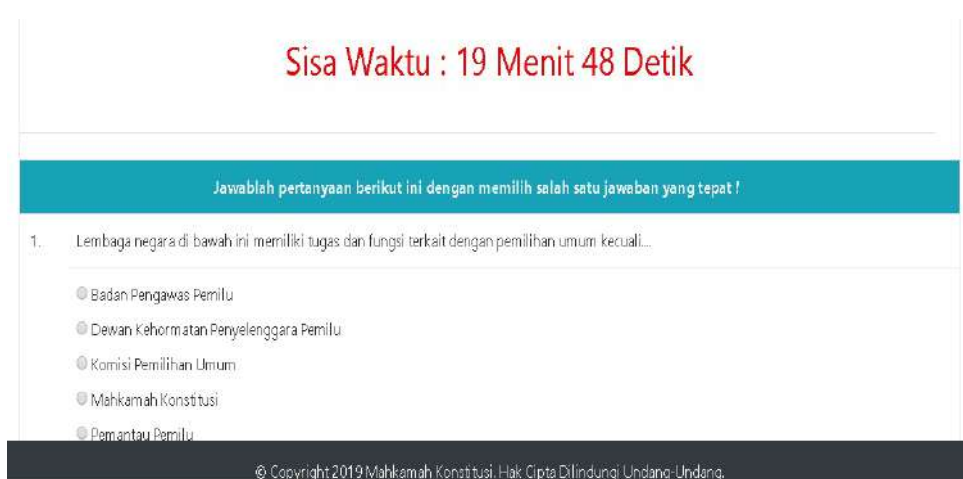 Sisa Waktu : 19 Menit 48 Detik
Jawablah pertanyaan berikut ini dengan memilih salah satu jawaban yang tepat !
1. Lembaga negara di bawah ini memiliki tugas dan fungsi terkait dengan pemilihan umum kecuali....
Badan Pengawas Pemilu
Dewan Kehormatan Penyelenggara Pemilu
Komisi Pemilihan Umum
Mahkamah Konstitusi
Pemantau Pemilu
© Copyright 2019 Mahkamah Konstitusi. Hak Cipta Dilindungi Undang-Undang.